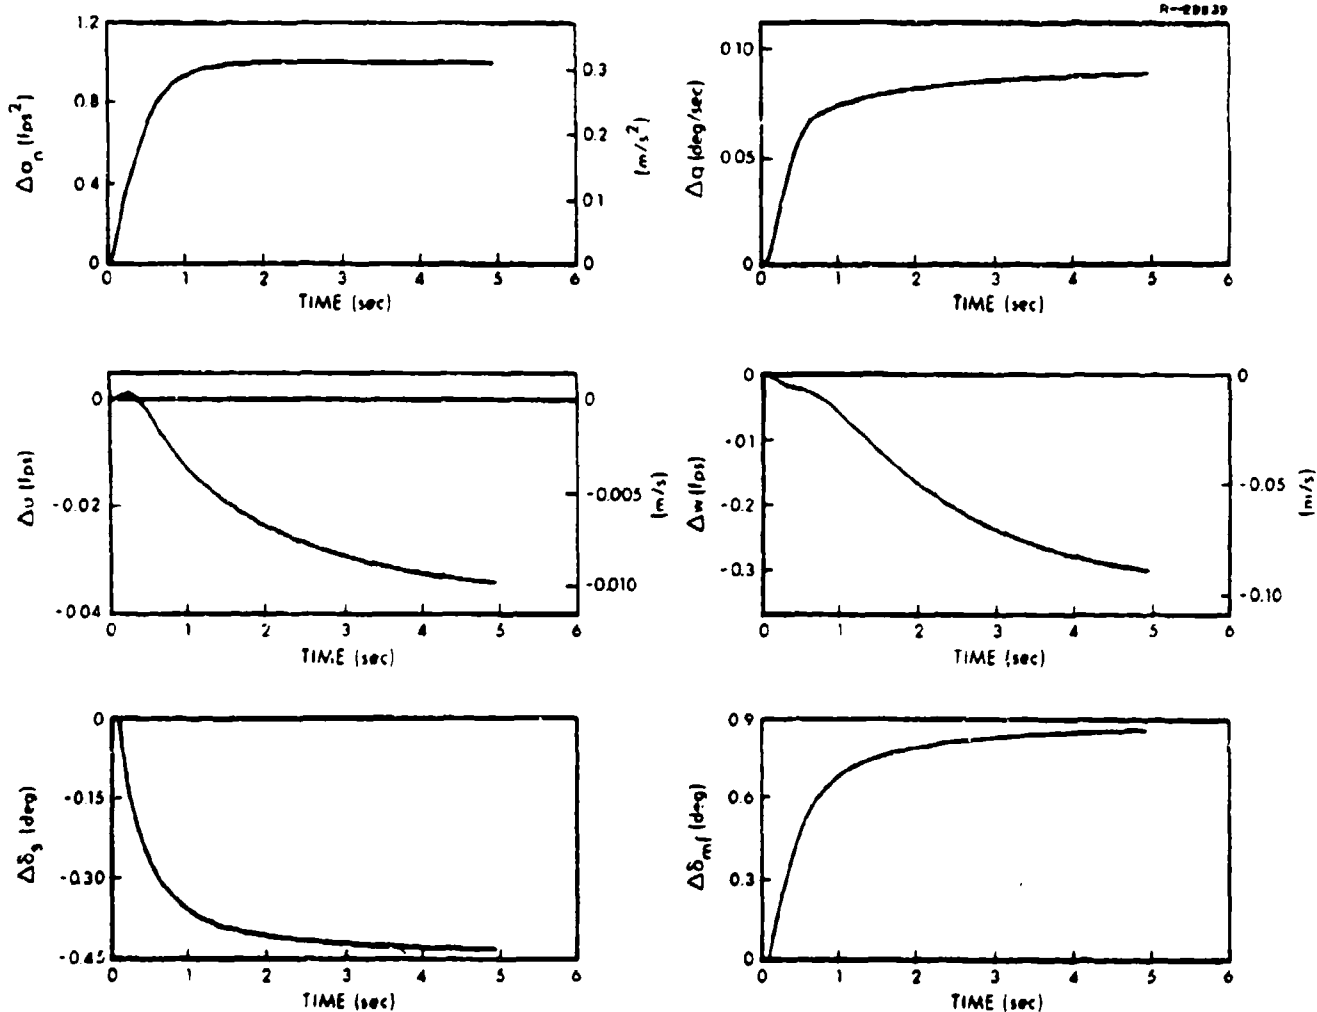 R-29839
1.2
0.8
0.4
0
Δa_n (fps²)
0.3
0.2
0.1
0
(m/s²)
0 1 2 3 4 5 6
TIME (sec)
0.10
0.05
0
Δq (deg/sec)
0 1 2 3 4 5 6
TIME (sec)
0
-0.02
-0.04
Δu (fps)
0
-0.005
-0.010
(m/s)
0 1 2 3 4 5 6
TIME (sec)
0
-0.1
-0.2
-0.3
Δw (fps)
0
-0.05
-0.10
(m/s)
0 1 2 3 4 5 6
TIME (sec)
0
-0.15
-0.30
-0.45
Δδ_s (deg)
0 1 2 3 4 5 6
TIME (sec)
0.9
0.6
0.3
0
Δδ_mf (deg)
0 1 2 3 4 5 6
TIME (sec)